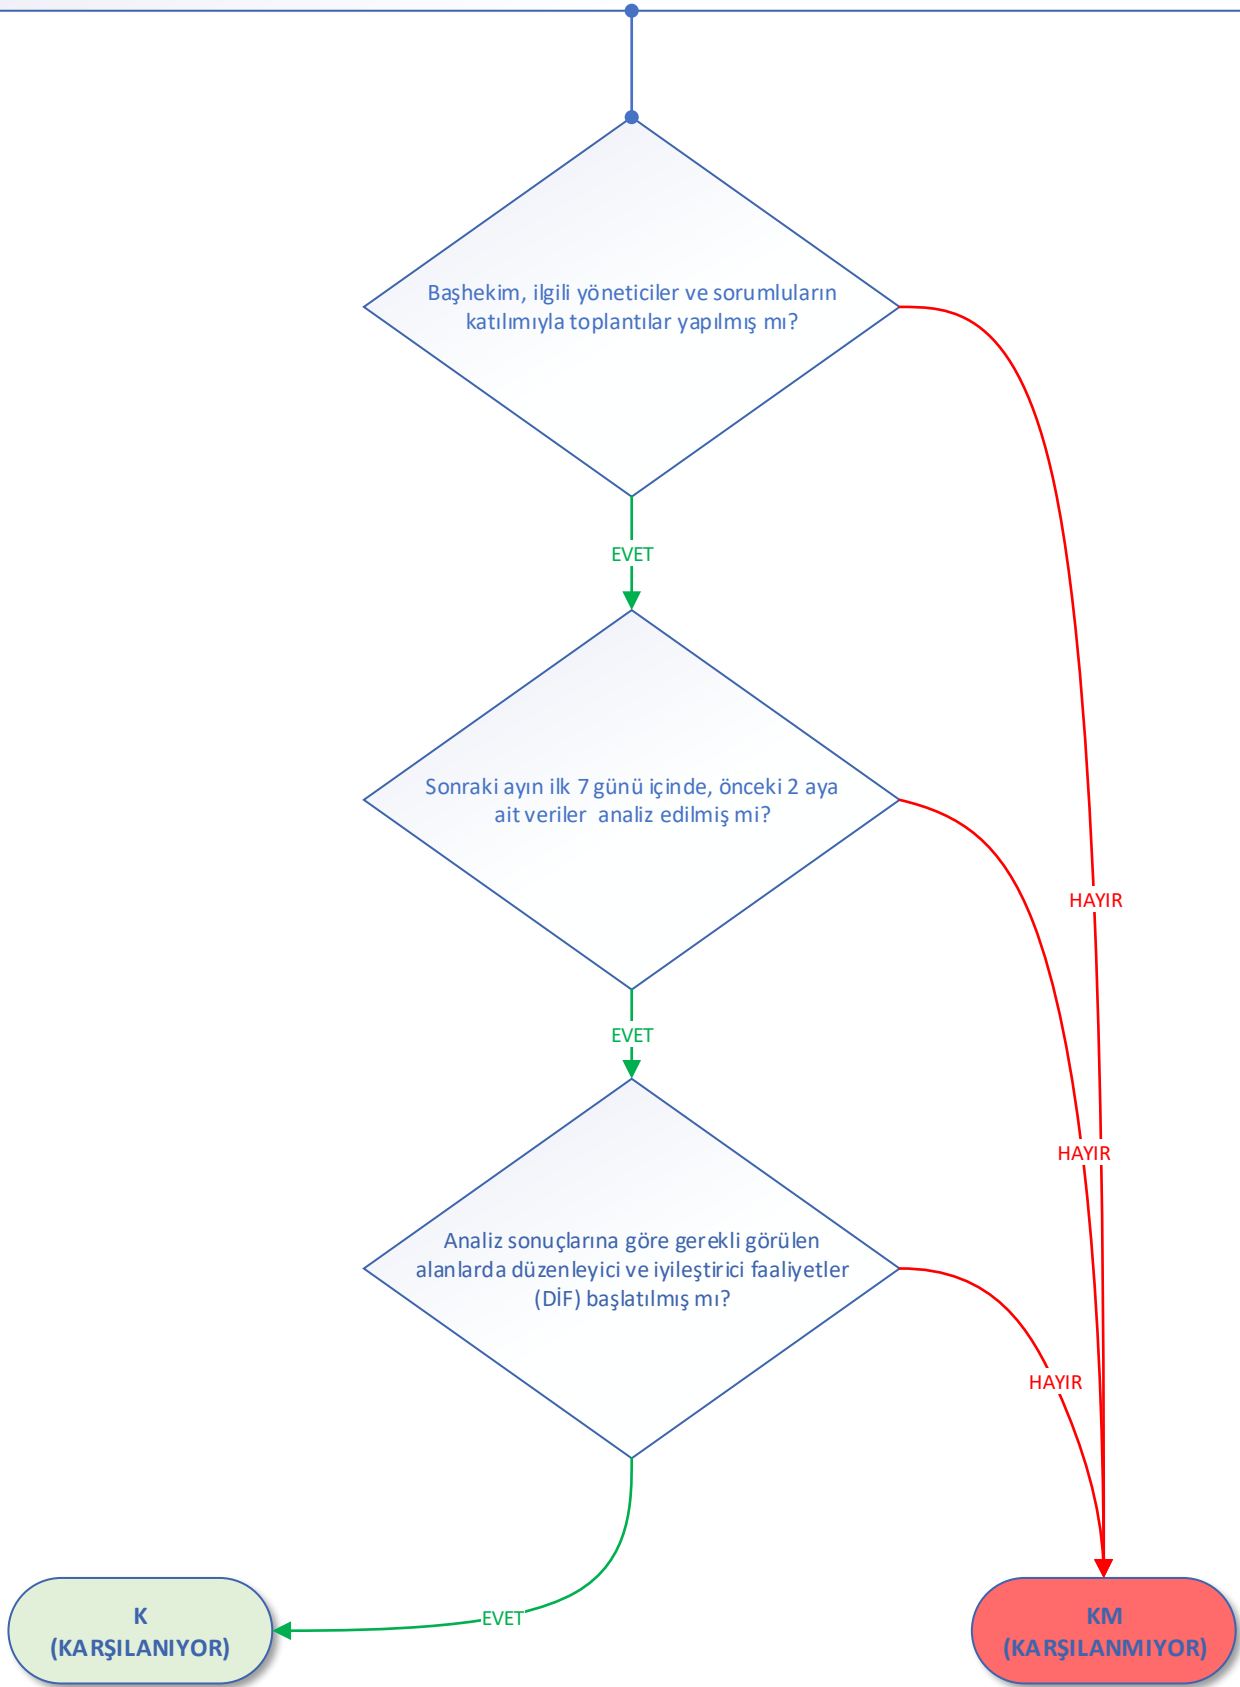 Başhekim, ilgili yöneticiler ve sorumluların
katılımıyla toplantılar yapılmış mı?
EVET
Sonraki ayın ilk 7 günü içinde, önceki 2 aya
ait veriler  analiz edilmiş mi?
HAYIR
EVET
HAYIR
Analiz sonuçlarına göre gerekli görülen
alanlarda düzenleyici ve iyileştirici faaliyetler
(DİF) başlatılmış mı?
HAYIR
EVET
K
(KARŞILANIYOR)
KM
(KARŞILANMIYOR)